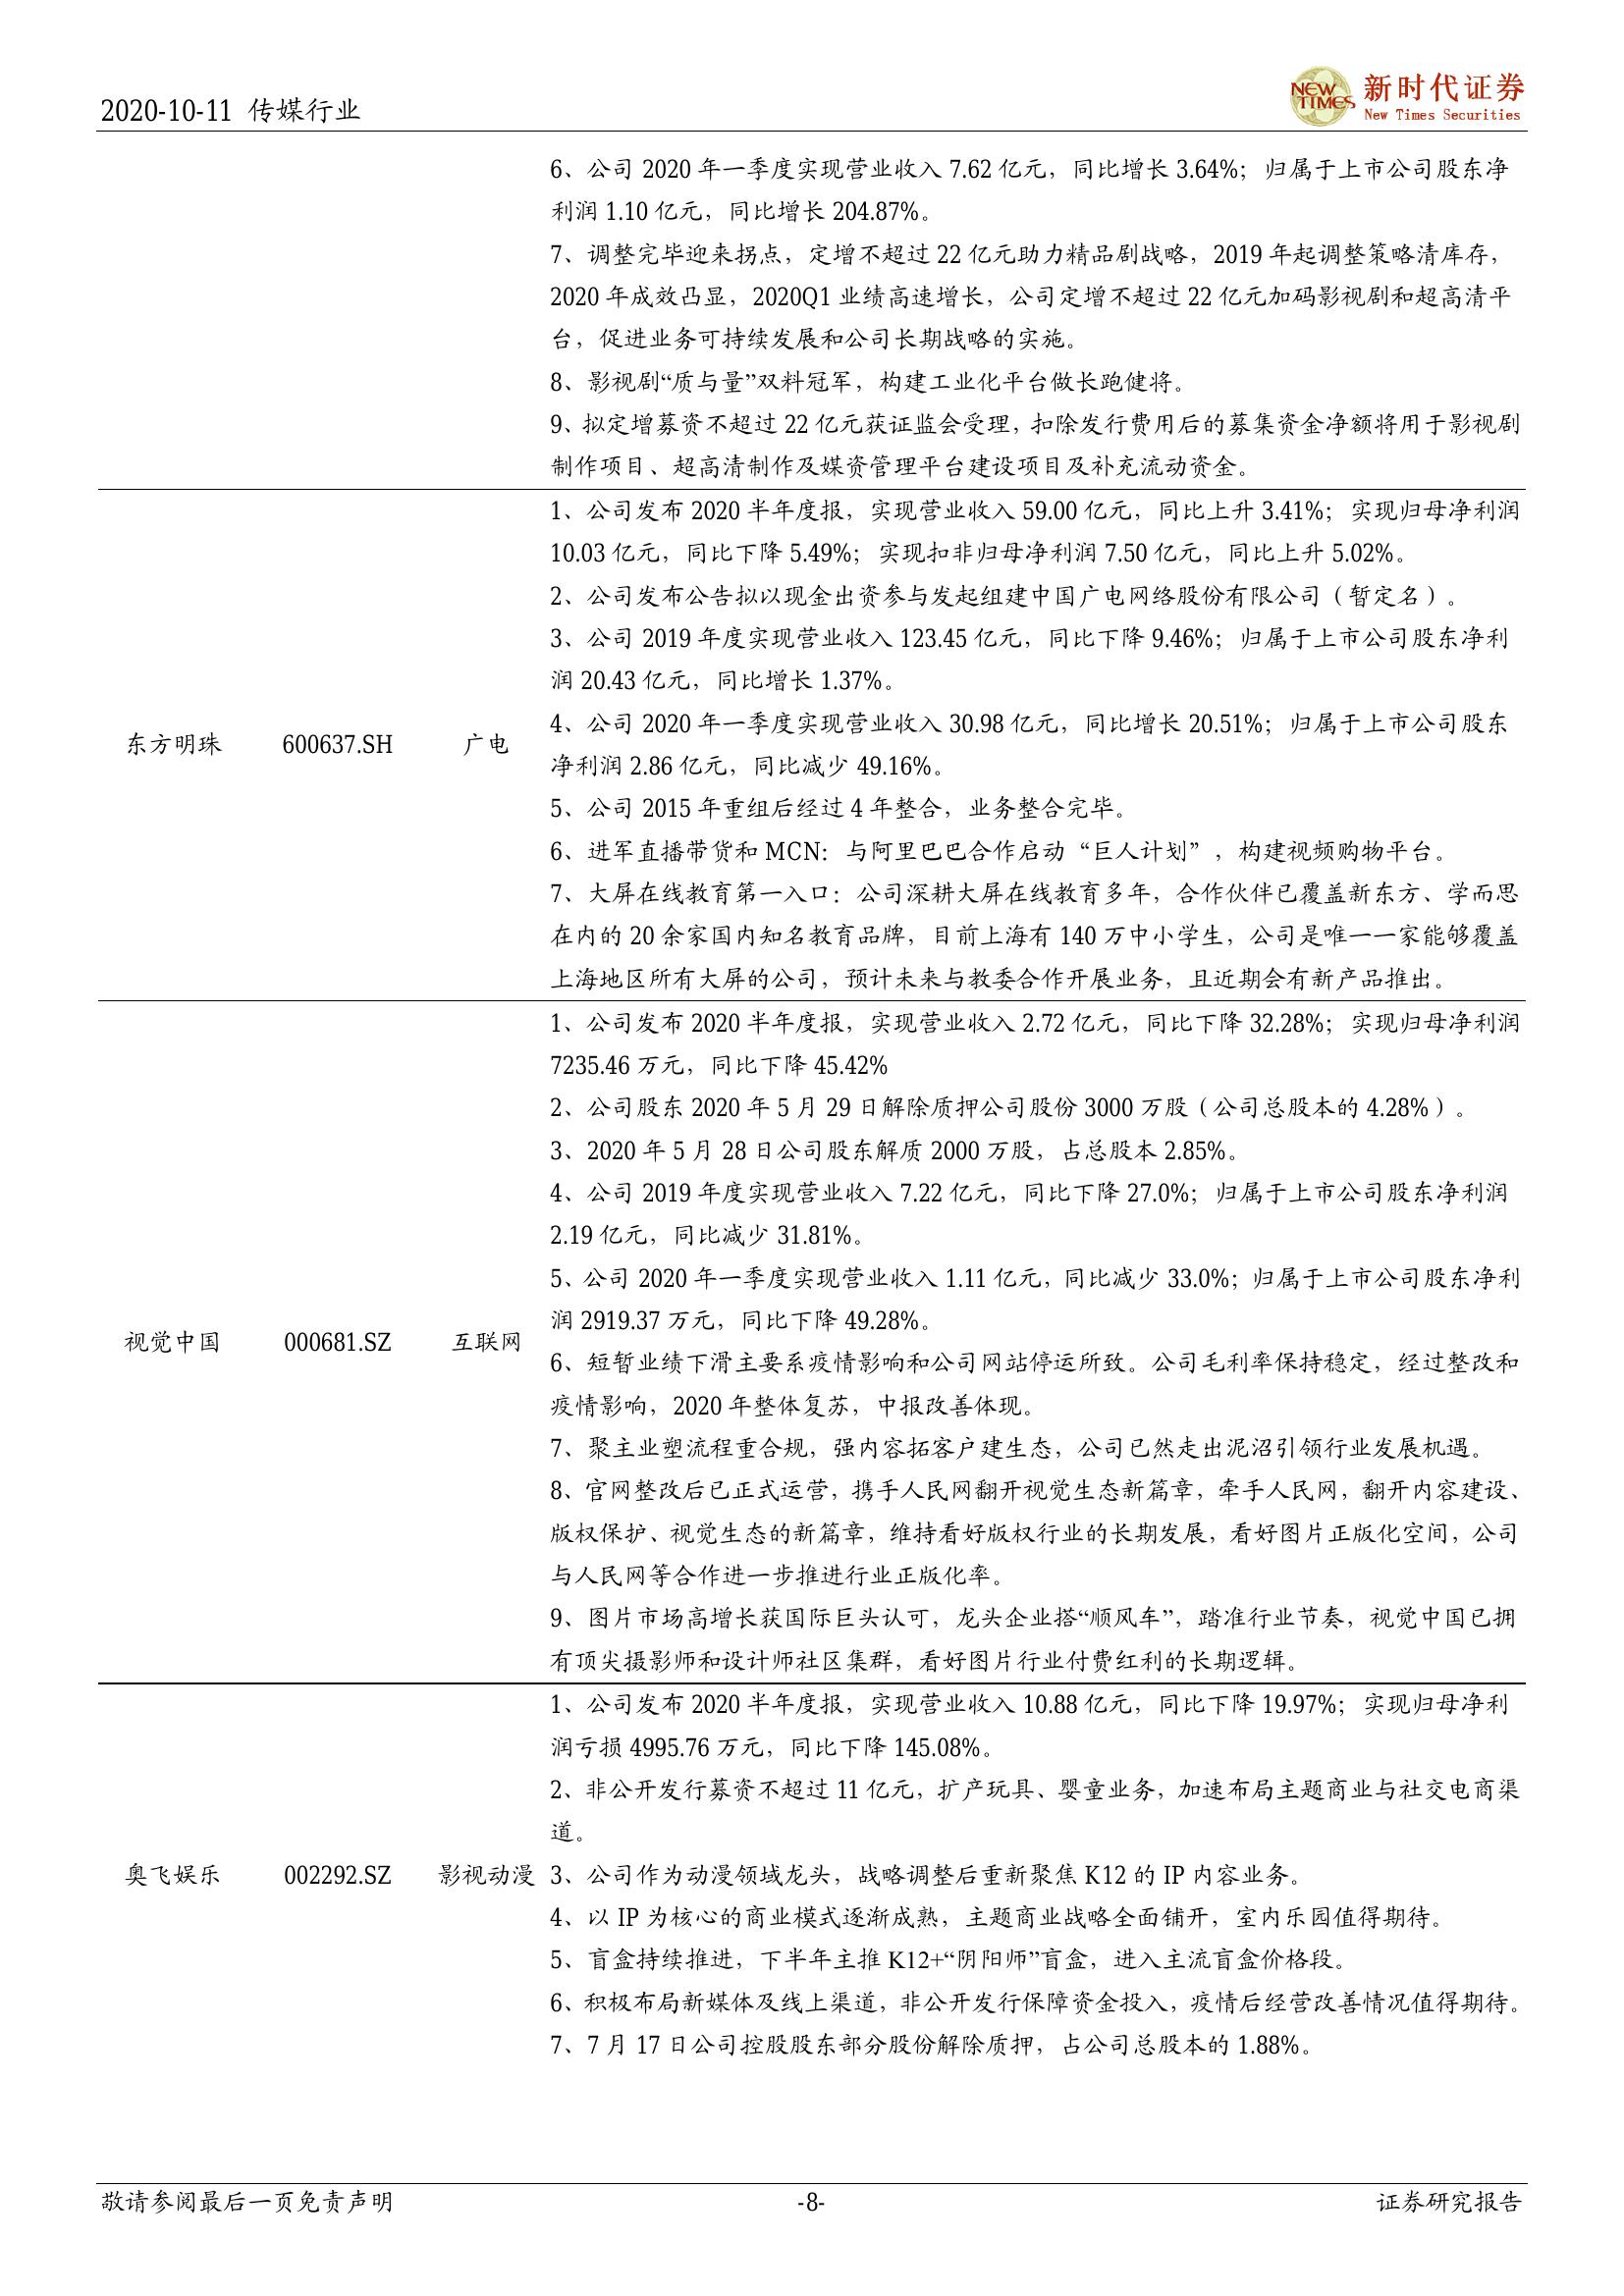 2020-10-11 传媒行业
NEW TIMES 新时代证券
New Times Securities
6、公司 2020 年一季度实现营业收入 7.62 亿元，同比增长 3.64%；归属于上市公司股东净
利润 1.10 亿元，同比增长 204.87%。
7、调整完毕迎来拐点，定增不超过 22 亿元助力精品剧战略，2019 年起调整策略清库存，
2020 年成效凸显，2020Q1 业绩高速增长，公司定增不超过 22 亿元加码影视剧和超高清平
台，促进业务可持续发展和公司长期战略的实施。
8、影视剧“质与量”双料冠军，构建工业化平台做长跑健将。
9、拟定增募资不超过 22 亿元获证监会受理，扣除发行费用后的募集资金净额将用于影视剧
制作项目、超高清制作及媒资管理平台建设项目及补充流动资金。
东方明珠 600637.SH 广电
1、公司发布 2020 半年度报，实现营业收入 59.00 亿元，同比上升 3.41%；实现归母净利润
10.03 亿元，同比下降 5.49%；实现扣非归母净利润 7.50 亿元，同比上升 5.02%。
2、公司发布公告拟以现金出资参与发起组建中国广电网络股份有限公司（暂定名）。
3、公司 2019 年度实现营业收入 123.45 亿元，同比下降 9.46%；归属于上市公司股东净利
润 20.43 亿元，同比增长 1.37%。
4、公司 2020 年一季度实现营业收入 30.98 亿元，同比增长 20.51%；归属于上市公司股东
净利润 2.86 亿元，同比减少 49.16%。
5、公司 2015 年重组后经过 4 年整合，业务整合完毕。
6、进军直播带货和 MCN：与阿里巴巴合作启动“巨人计划”，构建视频购物平台。
7、大屏在线教育第一入口：公司深耕大屏在线教育多年，合作伙伴已覆盖新东方、学而思
在内的 20 余家国内知名教育品牌，目前上海有 140 万中小学生，公司是唯一一家能够覆盖
上海地区所有大屏的公司，预计未来与教委合作开展业务，且近期会有新产品推出。
视觉中国 000681.SZ 互联网
1、公司发布 2020 半年度报，实现营业收入 2.72 亿元，同比下降 32.28%；实现归母净利润
7235.46 万元，同比下降 45.42%
2、公司股东 2020 年 5 月 29 日解除质押公司股份 3000 万股（公司总股本的 4.28%）。
3、2020 年 5 月 28 日公司股东解质 2000 万股，占总股本 2.85%。
4、公司 2019 年度实现营业收入 7.22 亿元，同比下降 27.0%；归属于上市公司股东净利润
2.19 亿元，同比减少 31.81%。
5、公司 2020 年一季度实现营业收入 1.11 亿元，同比减少 33.0%；归属于上市公司股东净利
润 2919.37 万元，同比下降 49.28%。
6、短暂业绩下滑主要系疫情影响和公司网站停运所致。公司毛利率保持稳定，经过整改和
疫情影响，2020 年整体复苏，中报改善体现。
7、聚主业塑流程重合规，强内容拓客户建生态，公司已然走出泥沼引领行业发展机遇。
8、官网整改后已正式运营，携手人民网翻开视觉生态新篇章，牵手人民网，翻开内容建设、
版权保护、视觉生态的新篇章，维持看好版权行业的长期发展，看好图片正版化空间，公司
与人民网等合作进一步推进行业正版化率。
9、图片市场高增长获国际巨头认可，龙头企业搭“顺风车”，踏准行业节奏，视觉中国已拥
有顶尖摄影师和设计师社区集群，看好图片行业付费红利的长期逻辑。
奥飞娱乐 002292.SZ 影视动漫
1、公司发布 2020 半年度报，实现营业收入 10.88 亿元，同比下降 19.97%；实现归母净利
润亏损 4995.76 万元，同比下降 145.08%。
2、非公开发行募资不超过 11 亿元，扩产玩具、婴童业务，加速布局主题商业与社交电商渠
道。
3、公司作为动漫领域龙头，战略调整后重新聚焦 K12 的 IP 内容业务。
4、以 IP 为核心的商业模式逐渐成熟，主题商业战略全面铺开，室内乐园值得期待。
5、盲盒持续推进，下半年主推 K12+“阴阳师”盲盒，进入主流盲盒价格段。
6、积极布局新媒体及线上渠道，非公开发行保障资金投入，疫情后经营改善情况值得期待。
7、7 月 17 日公司控股股东部分股份解除质押，占公司总股本的 1.88%。
敬请参阅最后一页免责声明 -8- 证券研究报告